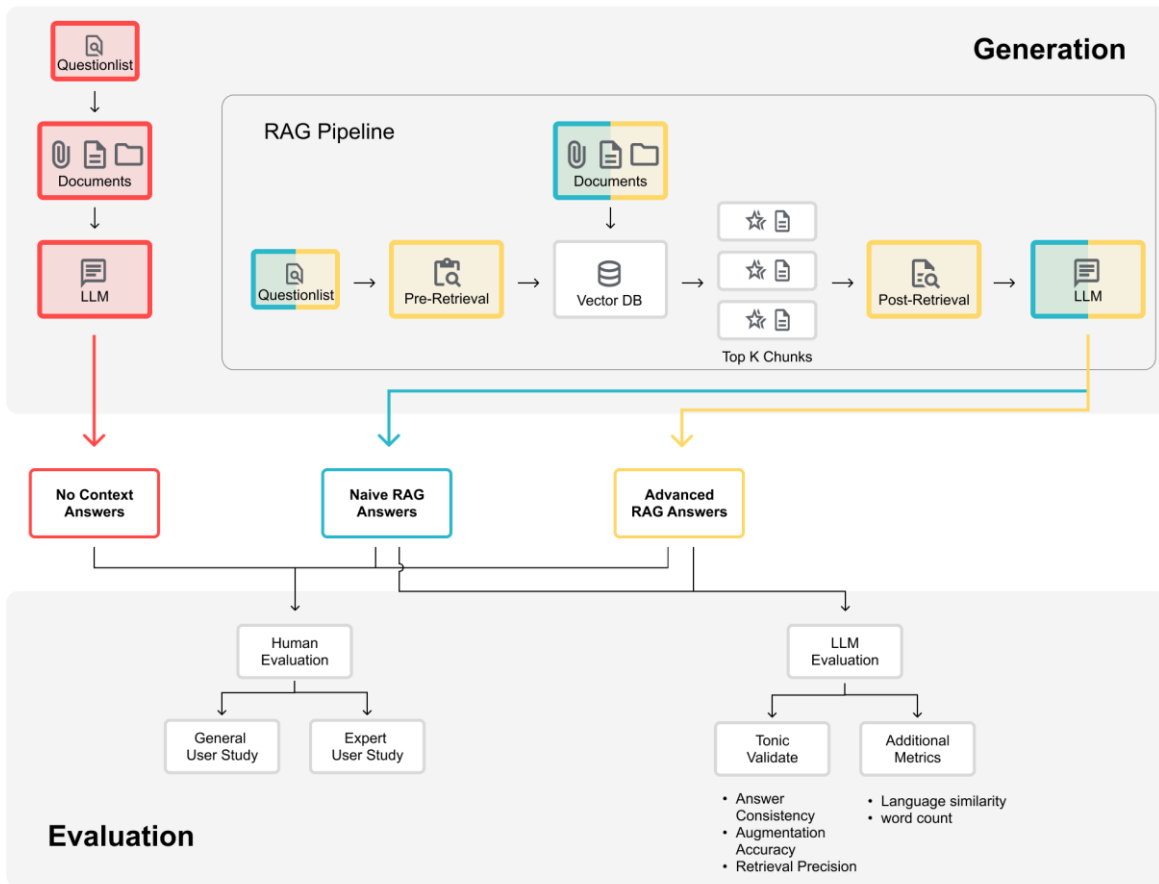 Generation
Questionlist
Documents
LLM
RAG Pipeline
Documents
Questionlist
Pre-Retrieval
Vector DB
Top K Chunks
Post-Retrieval
LLM
No Context
Answers
Naive RAG
Answers
Advanced
RAG Answers
Human
Evaluation
LLM
Evaluation
General
User Study
Expert
User Study
Tonic
Validate
Additional
Metrics
• Answer
Consistency
• Augmentation
Accuracy
• Retrieval Precision
• Language similarity
• word count
Evaluation